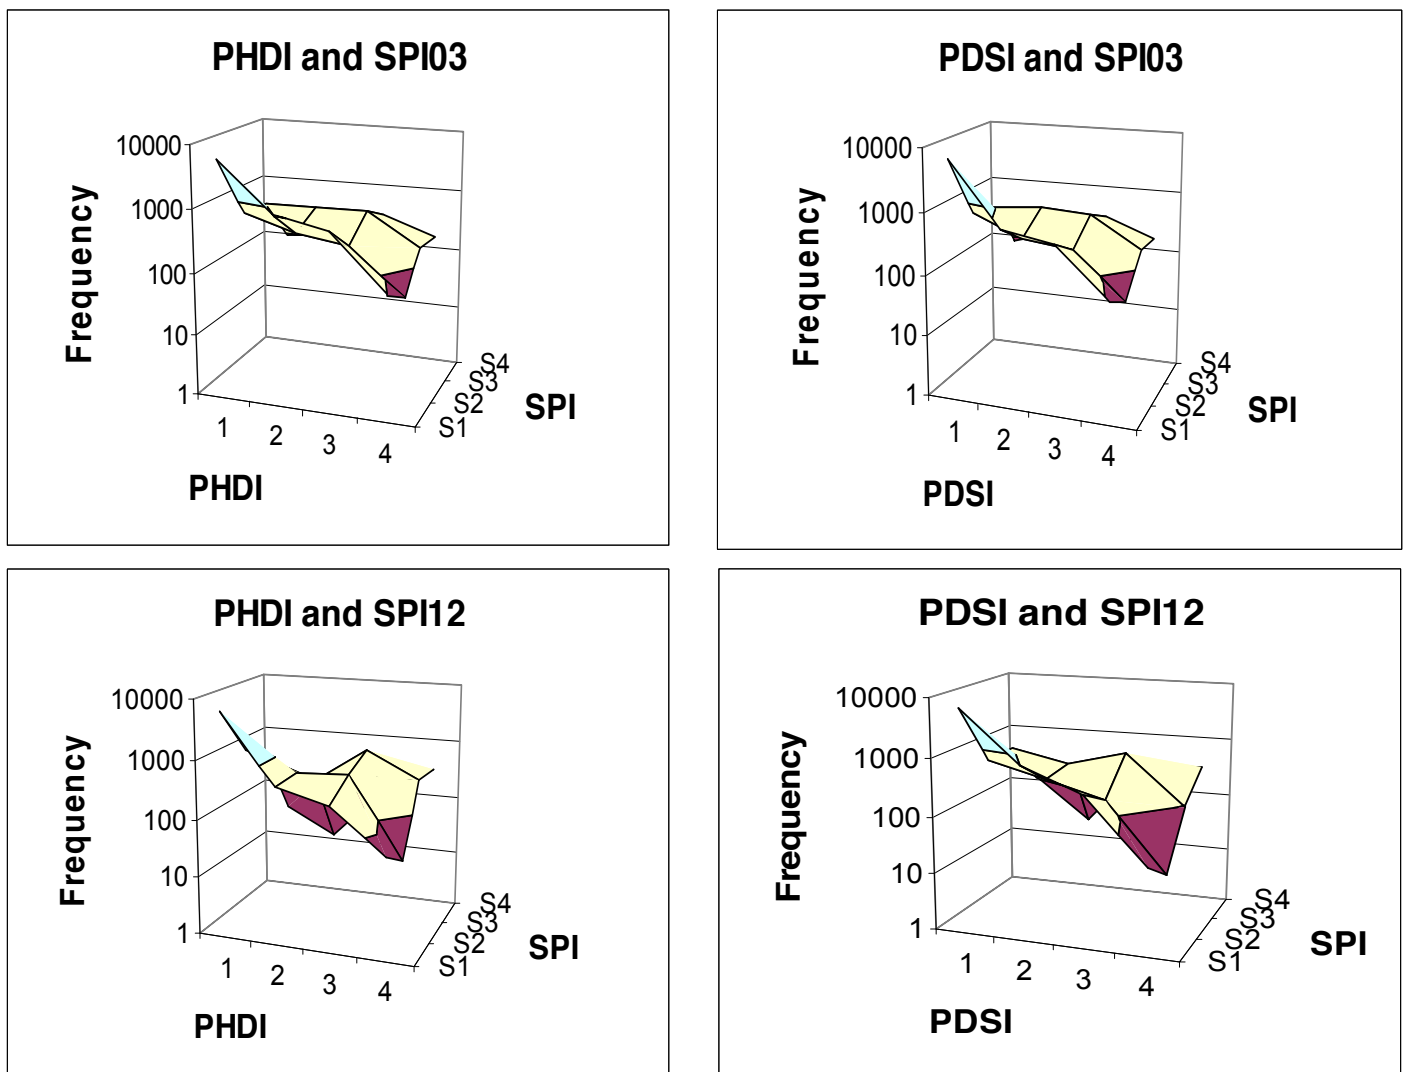 PHDI and SPI03
10000
1000
100
10
1
Frequency
1
2
3
4
PHDI
S1
S2
S3
S4
SPI
PDSI and SPI03
10000
1000
100
10
1
Frequency
1
2
3
4
PDSI
S1
S2
S3
S4
SPI
PHDI and SPI12
10000
1000
100
10
1
Frequency
1
2
3
4
PHDI
S1
S2
S3
S4
SPI
PDSI and SPI12
10000
1000
100
10
1
Frequency
1
2
3
4
PDSI
S1
S2
S3
S4
SPI